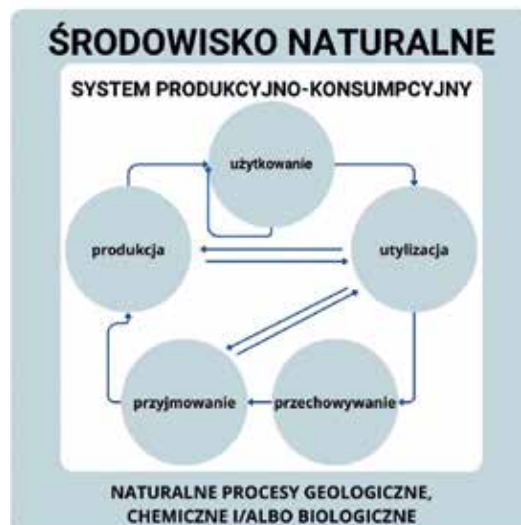 ŚRODOWISKO NATURALNE
SYSTEM PRODUKCYJNO-KONSUMPCYJNY
użytkowanie
produkcja
utylizacja
przyjmowanie
przechowywanie
NATURALNE PROCESY GEOLOGICZNE,
CHEMICZNE I/ALBO BIOLOGICZNE